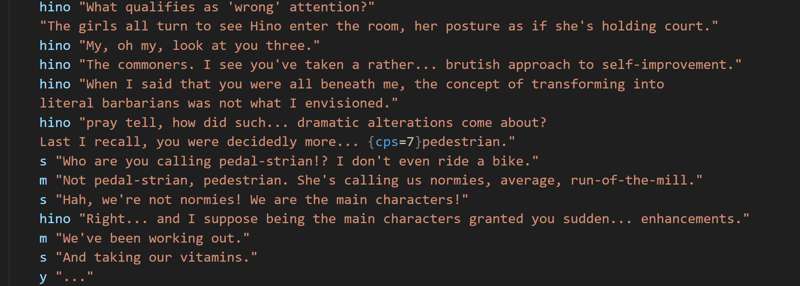 hino "What qualifies as 'wrong' attention?"
"The girls all turn to see Hino enter the room, her posture as if she's holding court."
hino "My, oh my, look at you three."
hino "The commoners. I see you've taken a rather... brutish approach to self-improvement."
hino "When I said that you were all beneath me, the concept of transforming into
literal barbarians was not what I envisioned."
hino "pray tell, how did such... dramatic alterations come about?
Last I recall, you were decidedly more... {cps=7}pedestrian."
s "Who are you calling pedal-strian!? I don't even ride a bike."
m "Not pedal-strian, pedestrian. She's calling us normies, average, run-of-the-mill."
s "Hah, we're not normies! We are the main characters!"
hino "Right... and I suppose being the main characters granted you sudden... enhancements."
m "We've been working out."
s "And taking our vitamins."
y "..."